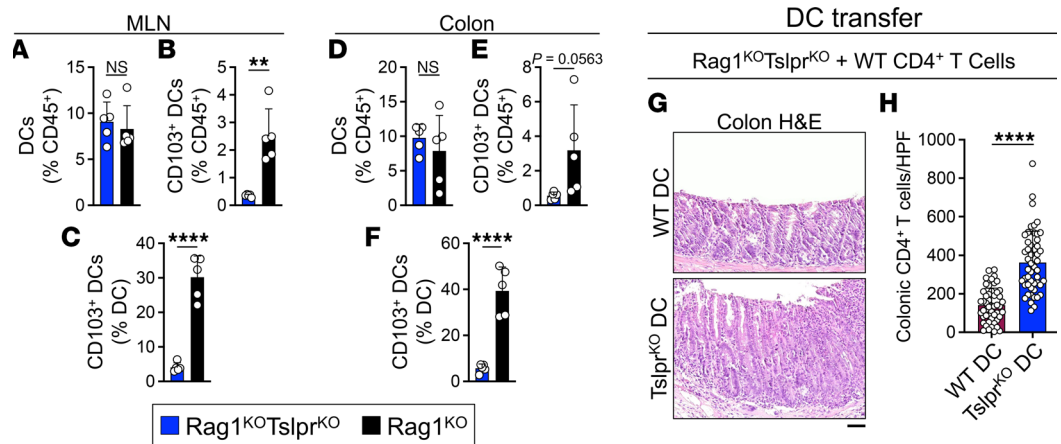 MLN
Colon
DC transfer
Rag1ᴷᴼTslprᴷᴼ + WT CD4⁺ T Cells
A
NS
DCs
(% CD45⁺)
15
10
5
0
B
**
CD103⁺ DCs
(% CD45⁺)
5
4
3
2
1
0
C
****
CD103⁺ DCs
(% DC)
40
30
20
10
0
D
NS
DCs
(% CD45⁺)
20
15
10
5
0
E
P = 0.0563
CD103⁺ DCs
(% CD45⁺)
8
6
4
2
0
F
****
CD103⁺ DCs
(% DC)
60
40
20
0
Rag1ᴷᴼTslprᴷᴼ
Rag1ᴷᴼ
G
Colon H&E
WT DC
Tslprᴷᴼ DC
H
****
Colonic CD4⁺ T cells/HPF
1000
800
600
400
200
0
WT DC
Tslprᴷᴼ DC